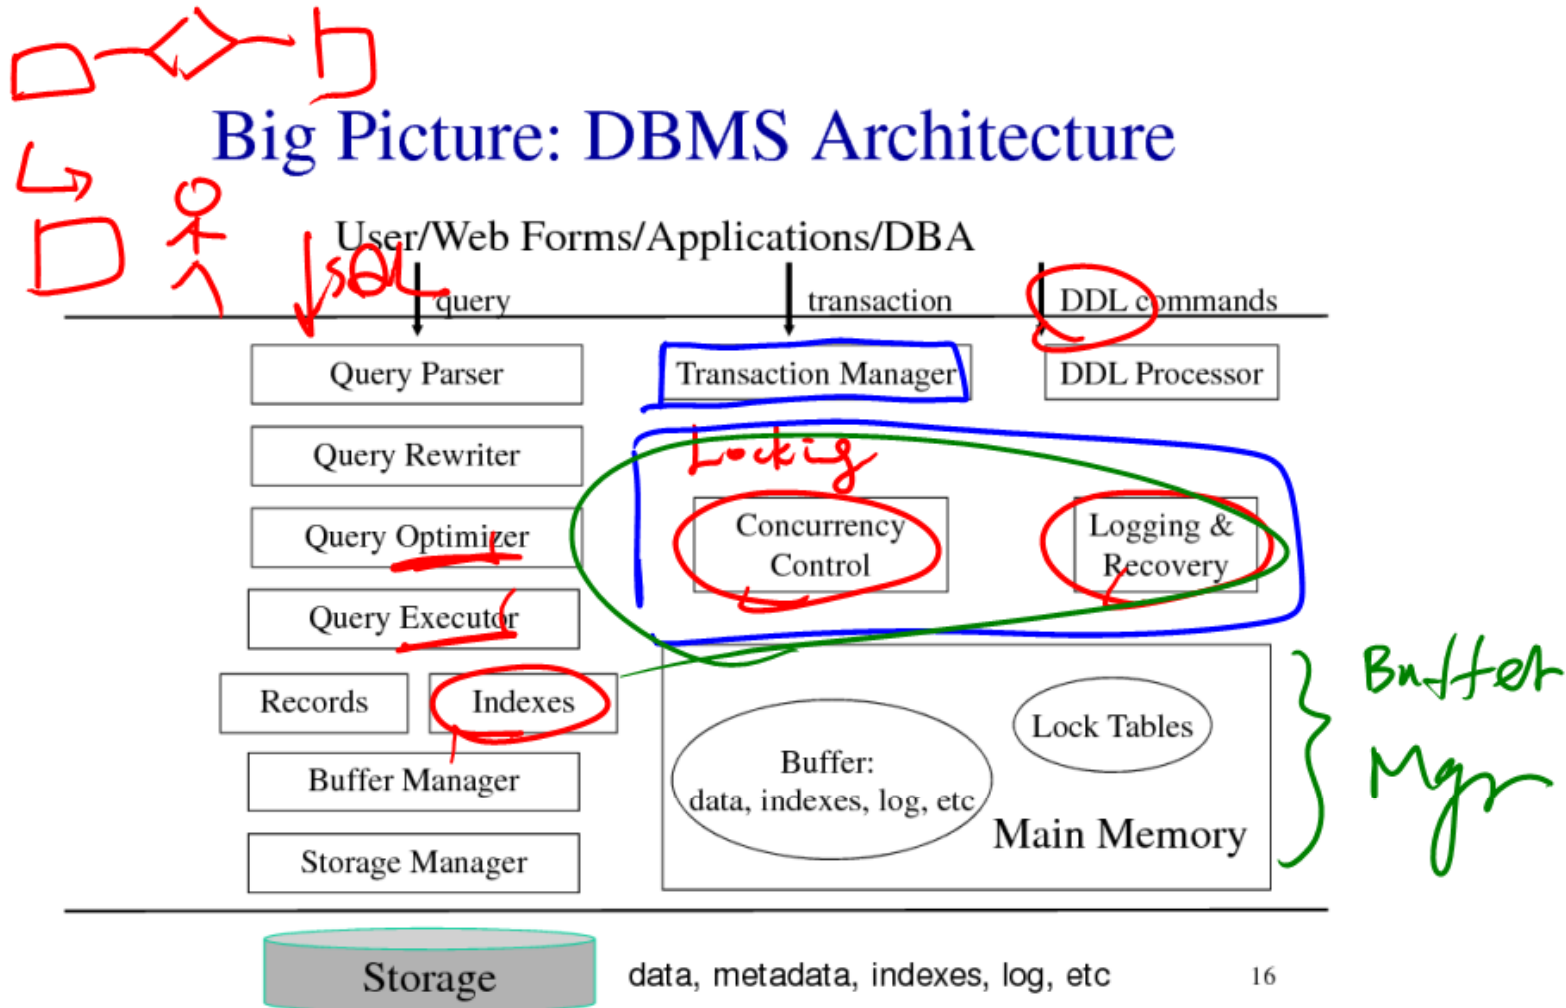 Big Picture: DBMS Architecture
User/Web Forms/Applications/DBA
SQL
query
transaction
DDL commands
Query Parser
Transaction Manager
DDL Processor
Query Rewriter
Locking
Query Optimizer
Concurrency
Control
Logging &
Recovery
Query Executor
Records
Indexes
Buffer Manager
Storage Manager
Buffer:
data, indexes, log, etc
Lock Tables
Main Memory
Buffer
Mgr
Storage
data, metadata, indexes, log, etc
16